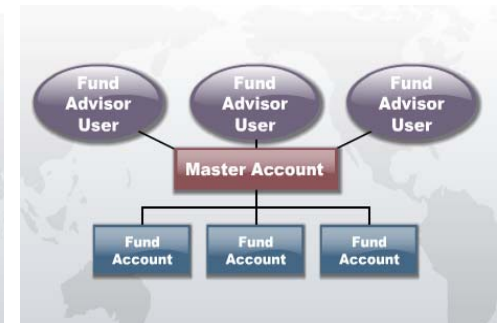 Fund
Advisor
User
Fund
Advisor
User
Fund
Advisor
User
Master Account
Fund
Account
Fund
Account
Fund
Account